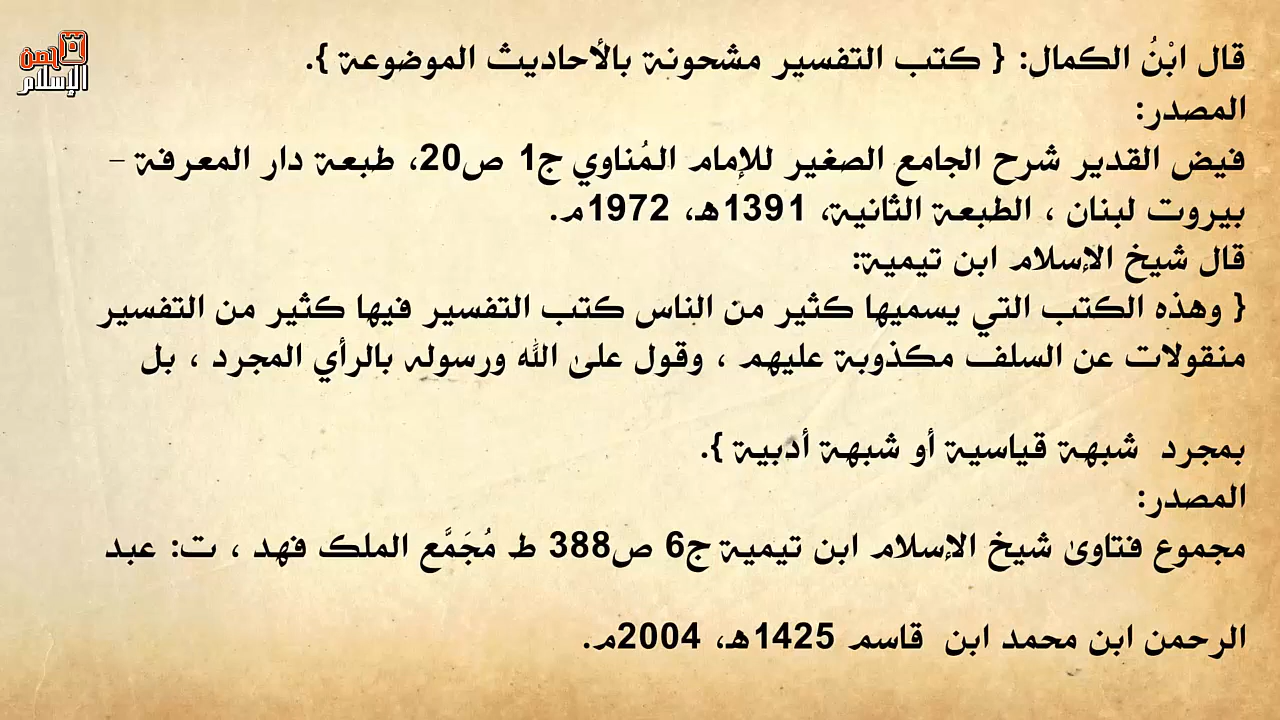 حصن
الإسلام
قال ابْنُ الكمال: { كتب التفسير مشحونة بالأحاديث الموضوعة }.
المصدر:
فيض القدير شرح الجامع الصغير للإمام المُناوي ج1 ص20، طبعة دار المعرفة –
بيروت لبنان ، الطبعة الثانية، 1391هـ، 1972م.
قال شيخ الإسلام ابن تيمية:
{ وهذه الكتب التي يسميها كثير من الناس كتب التفسير فيها كثير من التفسير
منقولات عن السلف مكذوبة عليهم ، وقول على الله ورسوله بالرأي المجرد ، بل
بمجرد شبهة قياسية أو شبهة أدبية }.
المصدر:
مجموع فتاوى شيخ الإسلام ابن تيمية ج6 ص388 ط مُجَمَّع الملك فهد ، ت: عبد
الرحمن ابن محمد ابن قاسم 1425هـ، 2004م.